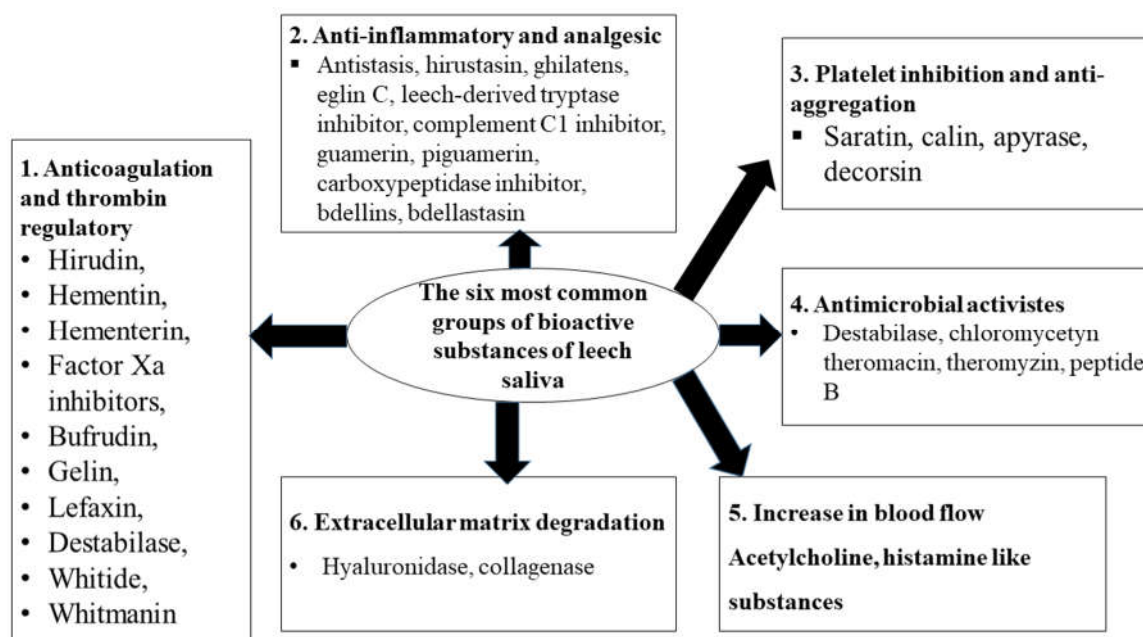 1. Anticoagulation
and thrombin
regulatory
• Hirudin,
• Hementin,
• Hementerin,
• Factor Xa
inhibitors,
• Bufrudin,
• Gelin,
• Lefaxin,
• Destabilase,
• Whitide,
• Whitmanin
2. Anti-inflammatory and analgesic
▪ Antistasis, hirustasin, ghilatens,
eglin C, leech-derived tryptase
inhibitor, complement C1 inhibitor,
guamerin, piguamerin,
carboxypeptidase inhibitor,
bdellins, bdellastasin
3. Platelet inhibition and anti-
aggregation
▪ Saratin, calin, apyrase,
decorsin
The six most common
groups of bioactive
substances of leech
saliva
4. Antimicrobial activistes
• Destabilase, chloromycetyn
theromacin, theromyzin, peptide
B
5. Increase in blood flow
Acetylcholine, histamine like
substances
6. Extracellular matrix degradation
• Hyaluronidase, collagenase